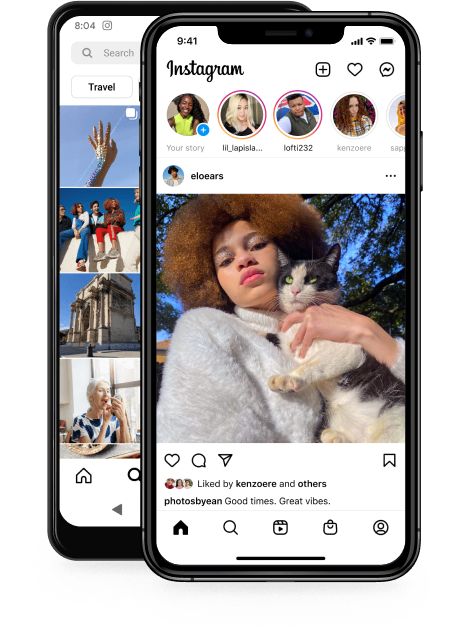 8:04
Search
Travel
9:41
Instagram
Your story
lil_lapisla...
lofti232
kenzoere
sapp
eloears
Liked by kenzoere and others
photosbyean Good times. Great vibes.